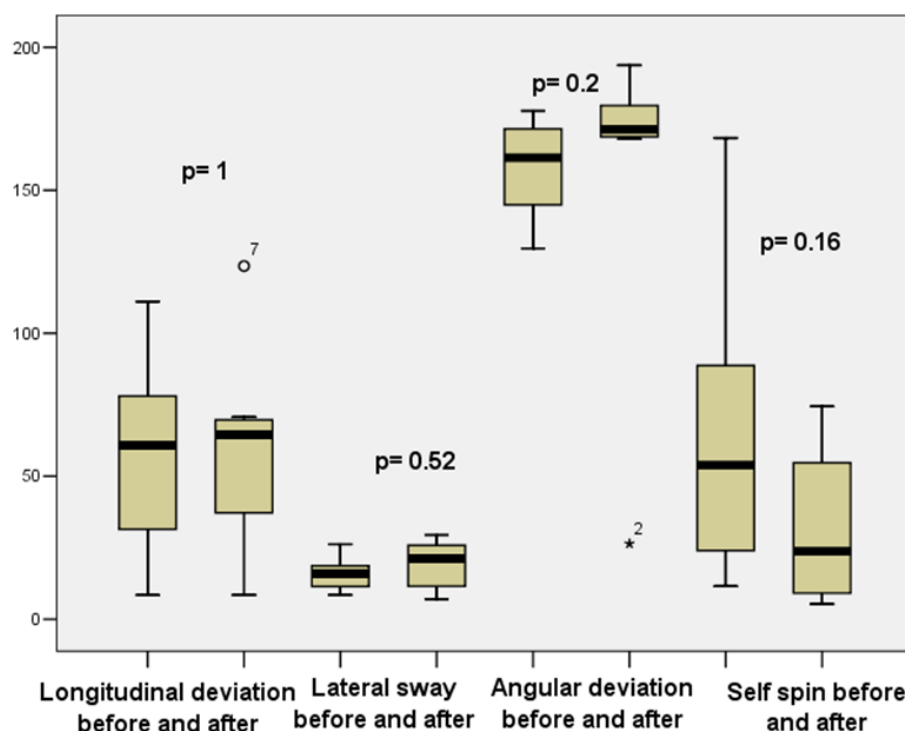 200
150
100
50
0
p= 1
7
p= 0.52
p= 0.2
2
p= 0.16
Longitudinal deviation
before and after
Lateral sway
before and after
Angular deviation
before and after
Self spin before
and after